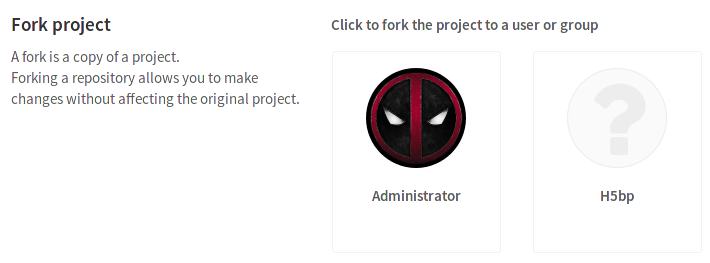 Fork project
A fork is a copy of a project.
Forking a repository allows you to make
changes without affecting the original project.
Click to fork the project to a user or group
Administrator
H5bp